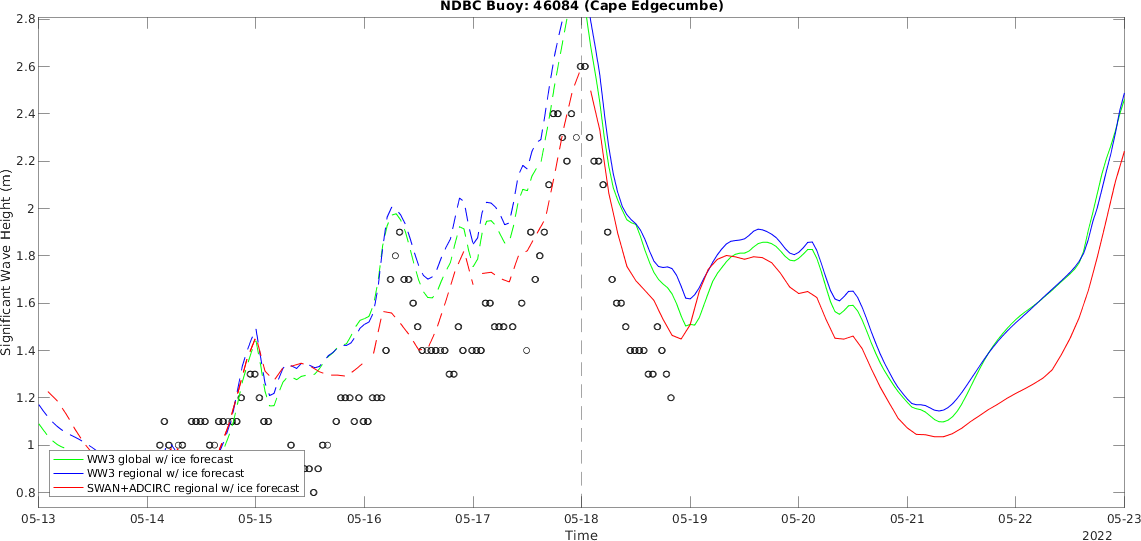 NDBC Buoy: 46084 (Cape Edgecumbe)
2.8
2.6
2.4
2.2
2
1.8
1.6
1.4
1.2
1
0.8
Significant Wave Height (m)
WW3 global w/ ice forecast
WW3 regional w/ ice forecast
SWAN+ADCIRC regional w/ ice forecast
05-13 05-14 05-15 05-16 05-17 05-18 05-19 05-20 05-21 05-22 05-23
Time
2022